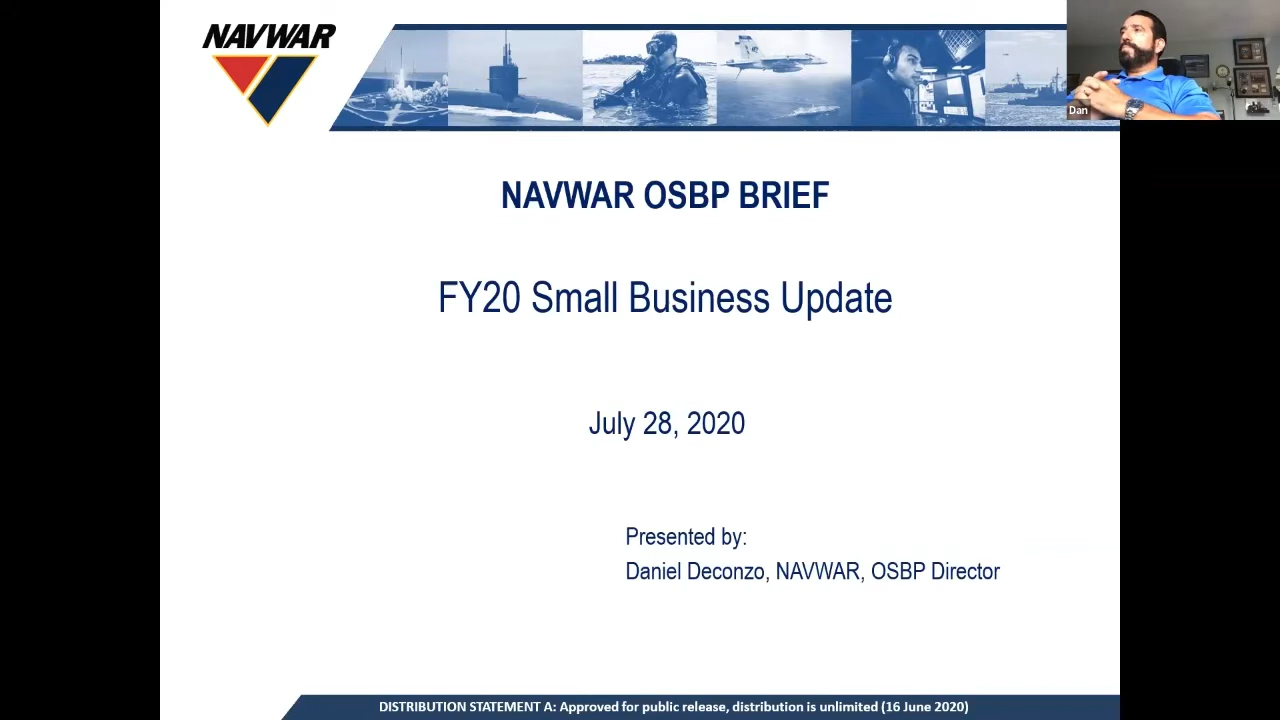 NAVWAR
Dan
NAVWAR OSBP BRIEF
FY20 Small Business Update
July 28, 2020
Presented by:
Daniel Deconzo, NAVWAR, OSBP Director
DISTRIBUTION STATEMENT A: Approved for public release, distribution is unlimited (16 June 2020)